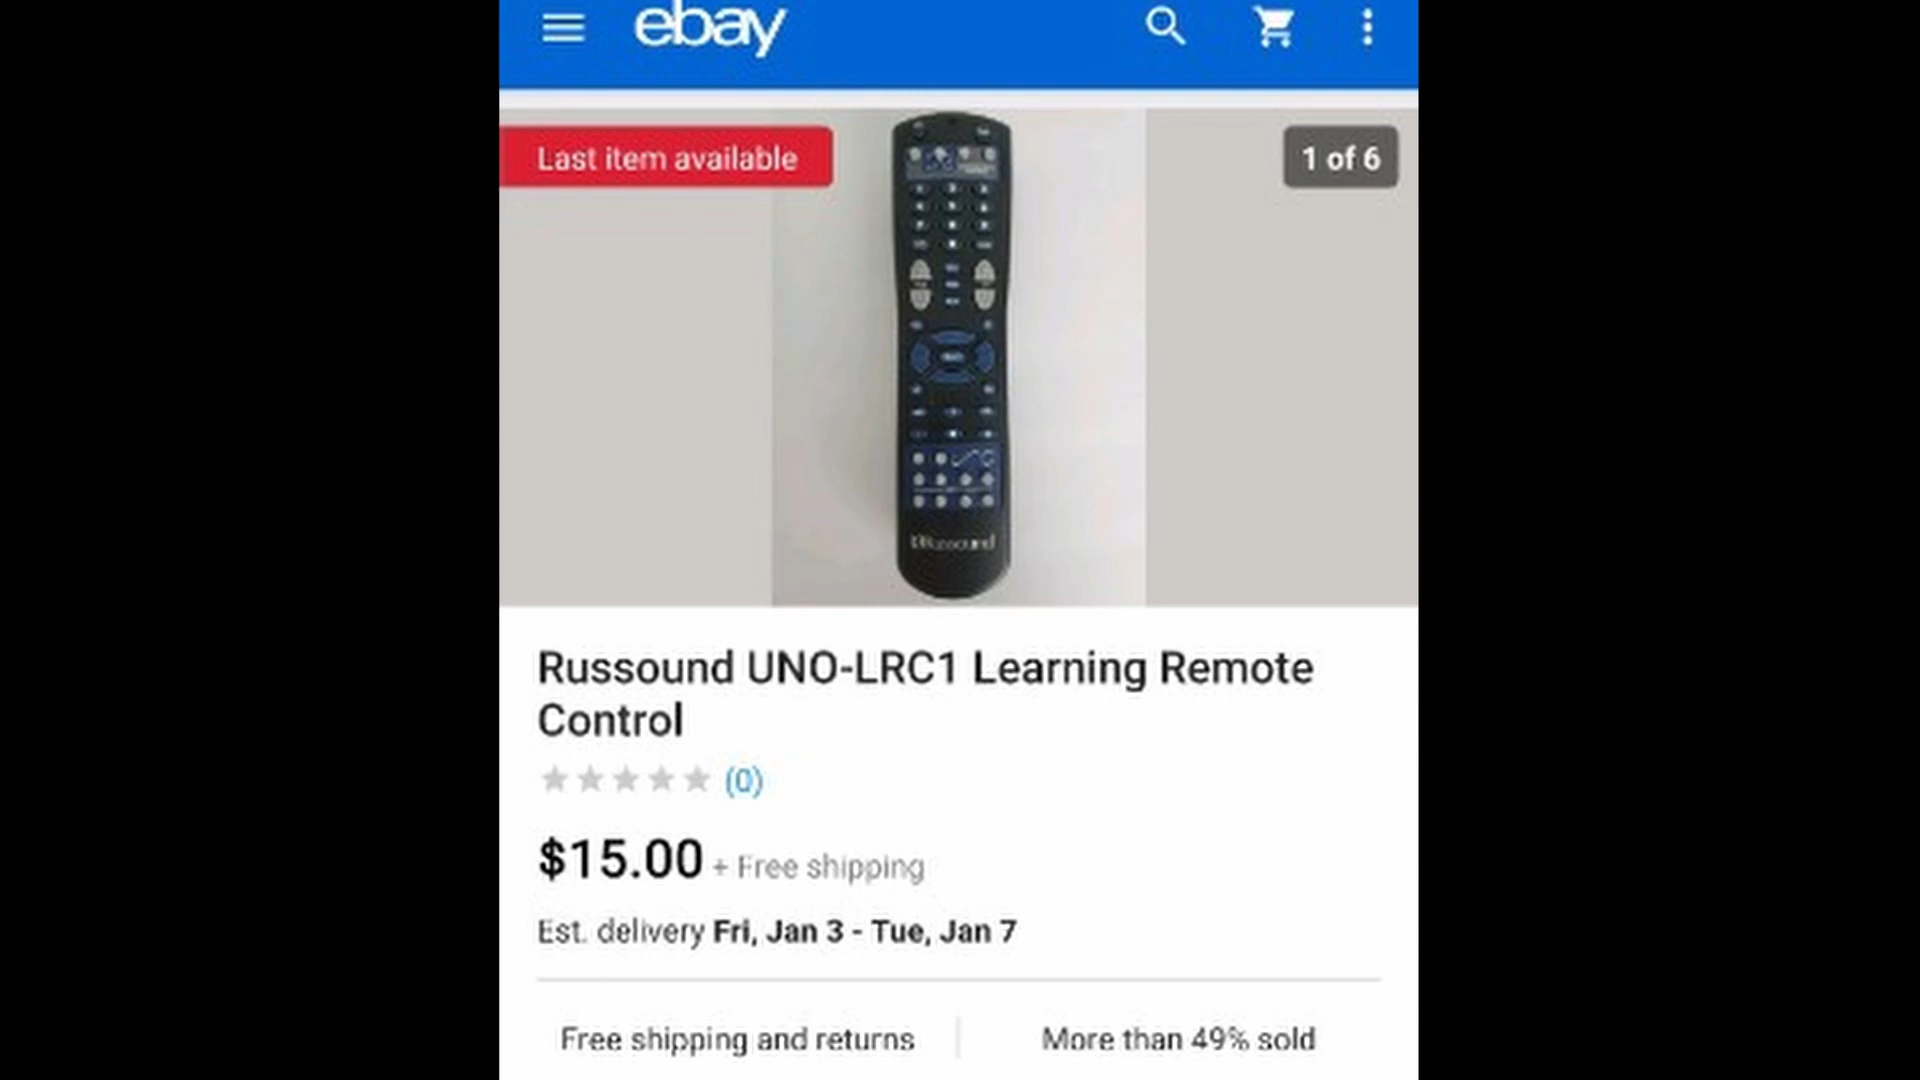 ebay
Last item available
1 of 6
Russound
Russound UNO-LRC1 Learning Remote
Control
(0)
$15.00 + Free shipping
Est. delivery Fri, Jan 3 - Tue, Jan 7
Free shipping and returns
More than 49% sold